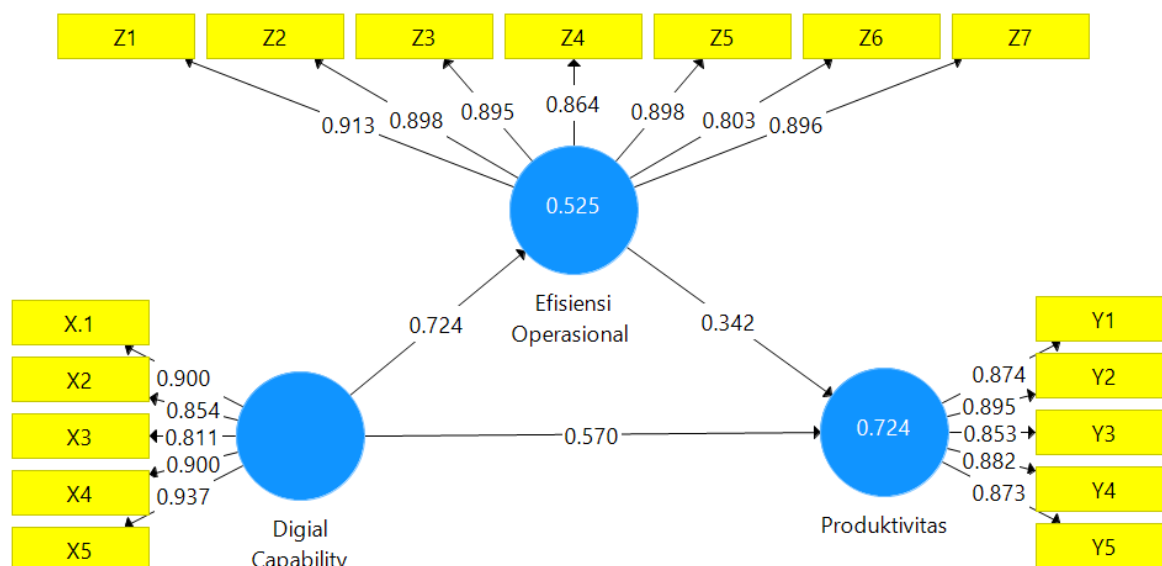 Z1 Z2 Z3 Z4 Z5 Z6 Z7
0.913 0.898 0.895 0.864 0.898 0.803 0.896
0.525
Efisiensi
Operasional
0.724
0.342
X.1
X2
X3
X4
X5
0.900
0.854
0.811
0.900
0.937
Digial
Capability
0.570
0.724
Produktivitas
0.874
0.895
0.853
0.882
0.873
Y1
Y2
Y3
Y4
Y5